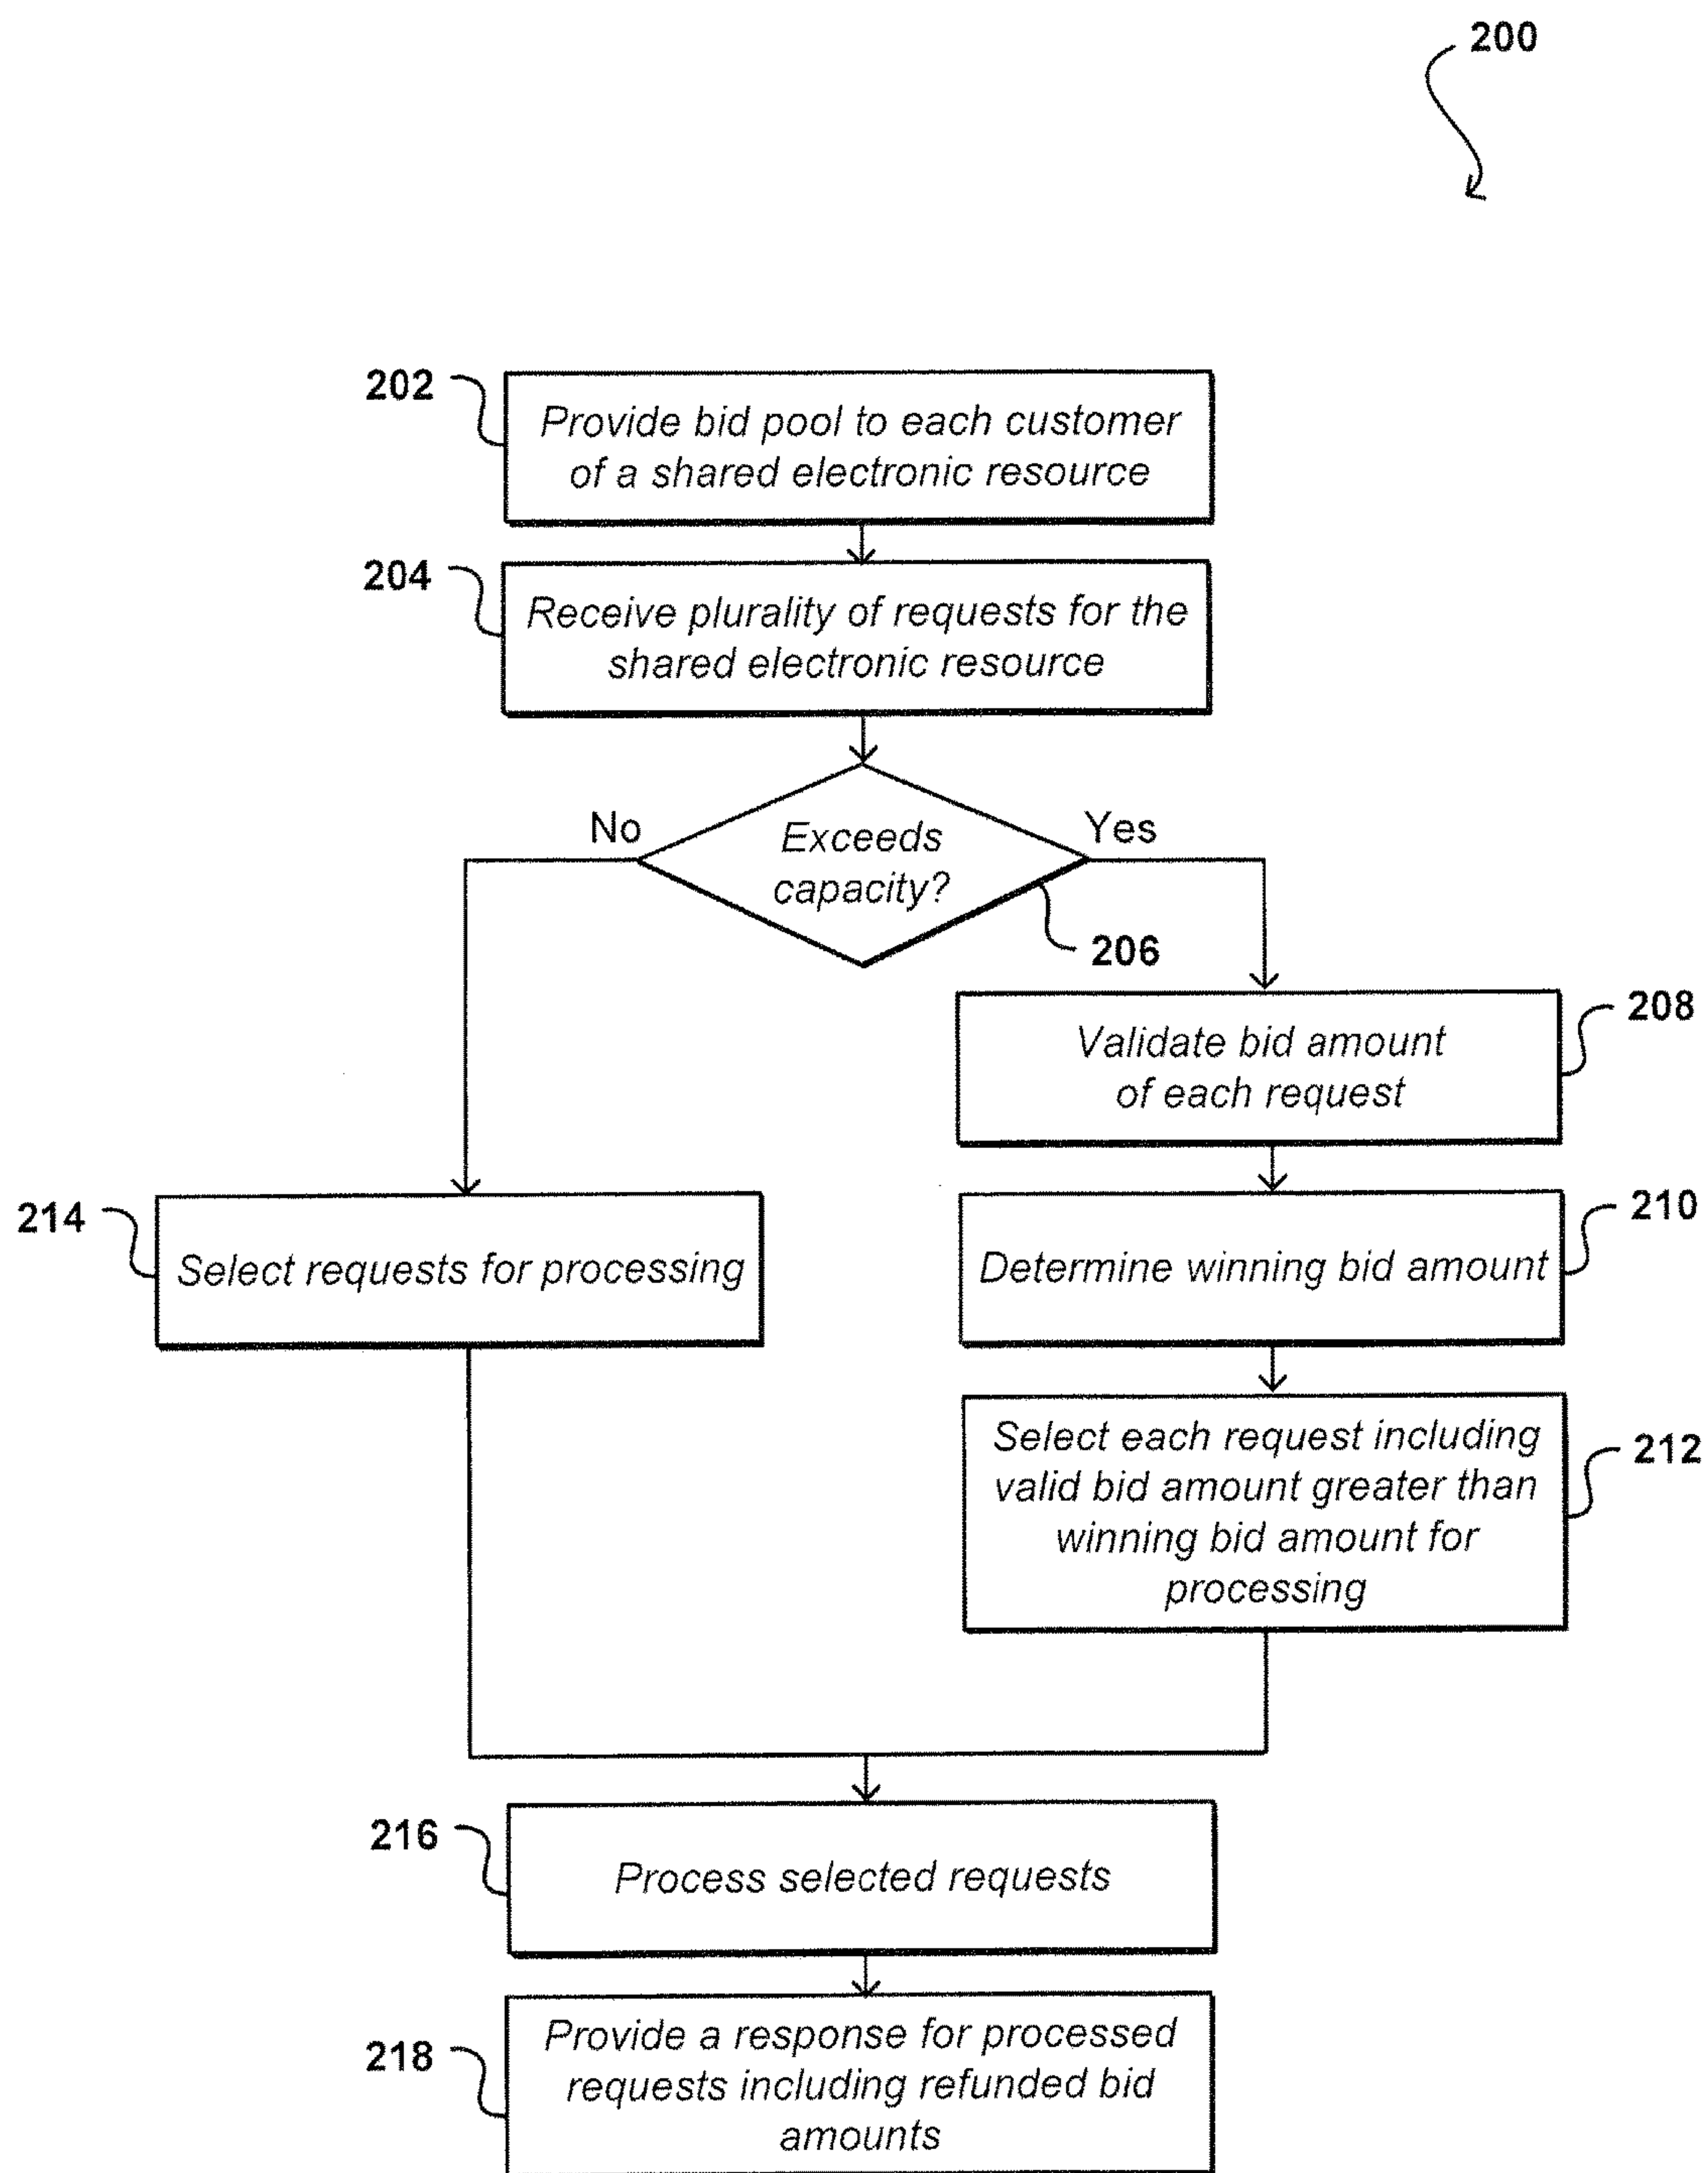 200
202
Provide bid pool to each customer
of a shared electronic resource
204
Receive plurality of requests for the
shared electronic resource
No
Yes
Exceeds
capacity?
206
208
Validate bid amount
of each request
214
Select requests for processing
210
Determine winning bid amount
212
Select each request including
valid bid amount greater than
winning bid amount for
processing
216
Process selected requests
218
Provide a response for processed
requests including refunded bid
amounts